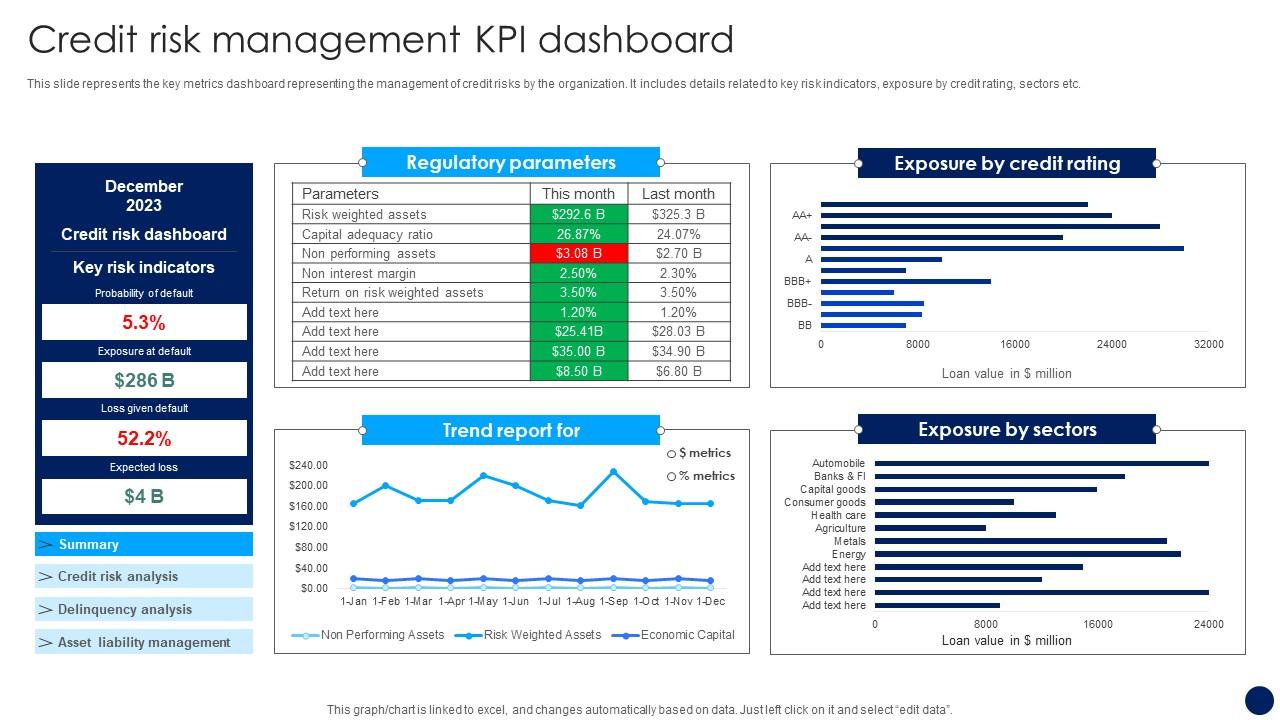 Credit risk management KPI dashboard
This slide represents the key metrics dashboard representing the management of credit risks by the organization. It includes details related to key risk indicators, exposure by credit rating, sectors etc.
December
2023
Credit risk dashboard
Key risk indicators
Probability of default
5.3%
Exposure at default
$286 B
Loss given default
52.2%
Expected loss
$4 B
> Summary
> Credit risk analysis
> Delinquency analysis
> Asset liability management
Regulatory parameters
Parameters This month Last month
Risk weighted assets $292.6 B $325.3 B
Capital adequacy ratio 26.87% 24.07%
Non performing assets $3.08 B $2.70 B
Non interest margin 2.50% 2.30%
Return on risk weighted assets 3.50% 3.50%
Add text here 1.20% 1.20%
Add text here $25.41B $28.03 B
Add text here $35.00 B $34.90 B
Add text here $8.50 B $6.80 B
Exposure by credit rating
AA+
AA-
A
BBB+
BBB-
BB
0 8000 16000 24000 32000
Loan value in $ million
Trend report for
$ metrics
% metrics
$240.00
$200.00
$160.00
$120.00
$80.00
$40.00
$0.00
1-Jan 1-Feb 1-Mar 1-Apr 1-May 1-Jun 1-Jul 1-Aug 1-Sep 1-Oct 1-Nov 1-Dec
Non Performing Assets Risk Weighted Assets Economic Capital
Exposure by sectors
Automobile
Banks & FI
Capital goods
Consumer goods
Health care
Agriculture
Metals
Energy
Add text here
Add text here
Add text here
Add text here
0 8000 16000 24000
Loan value in $ million
This graph/chart is linked to excel, and changes automatically based on data. Just left click on it and select “edit data”.